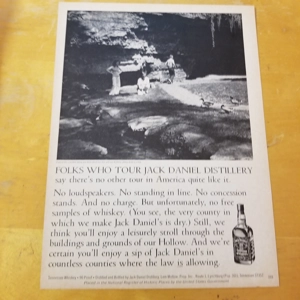 FOLKS WHO TOUR JACK DANIEL DISTILLERY
say there's no other tour in America quite like it.
No loudspeakers. No standing in line. No concession
stands. And no charge. But unfortunately, no free
samples of whiskey. (You see, the very county in
which we make Jack Daniel's is dry.) Still, we
think you'll enjoy a leisurely stroll through the
buildings and grounds of our Hollow. And we're
certain you'll enjoy a sip of Jack Daniel's in
countless counties where the law is allowing.